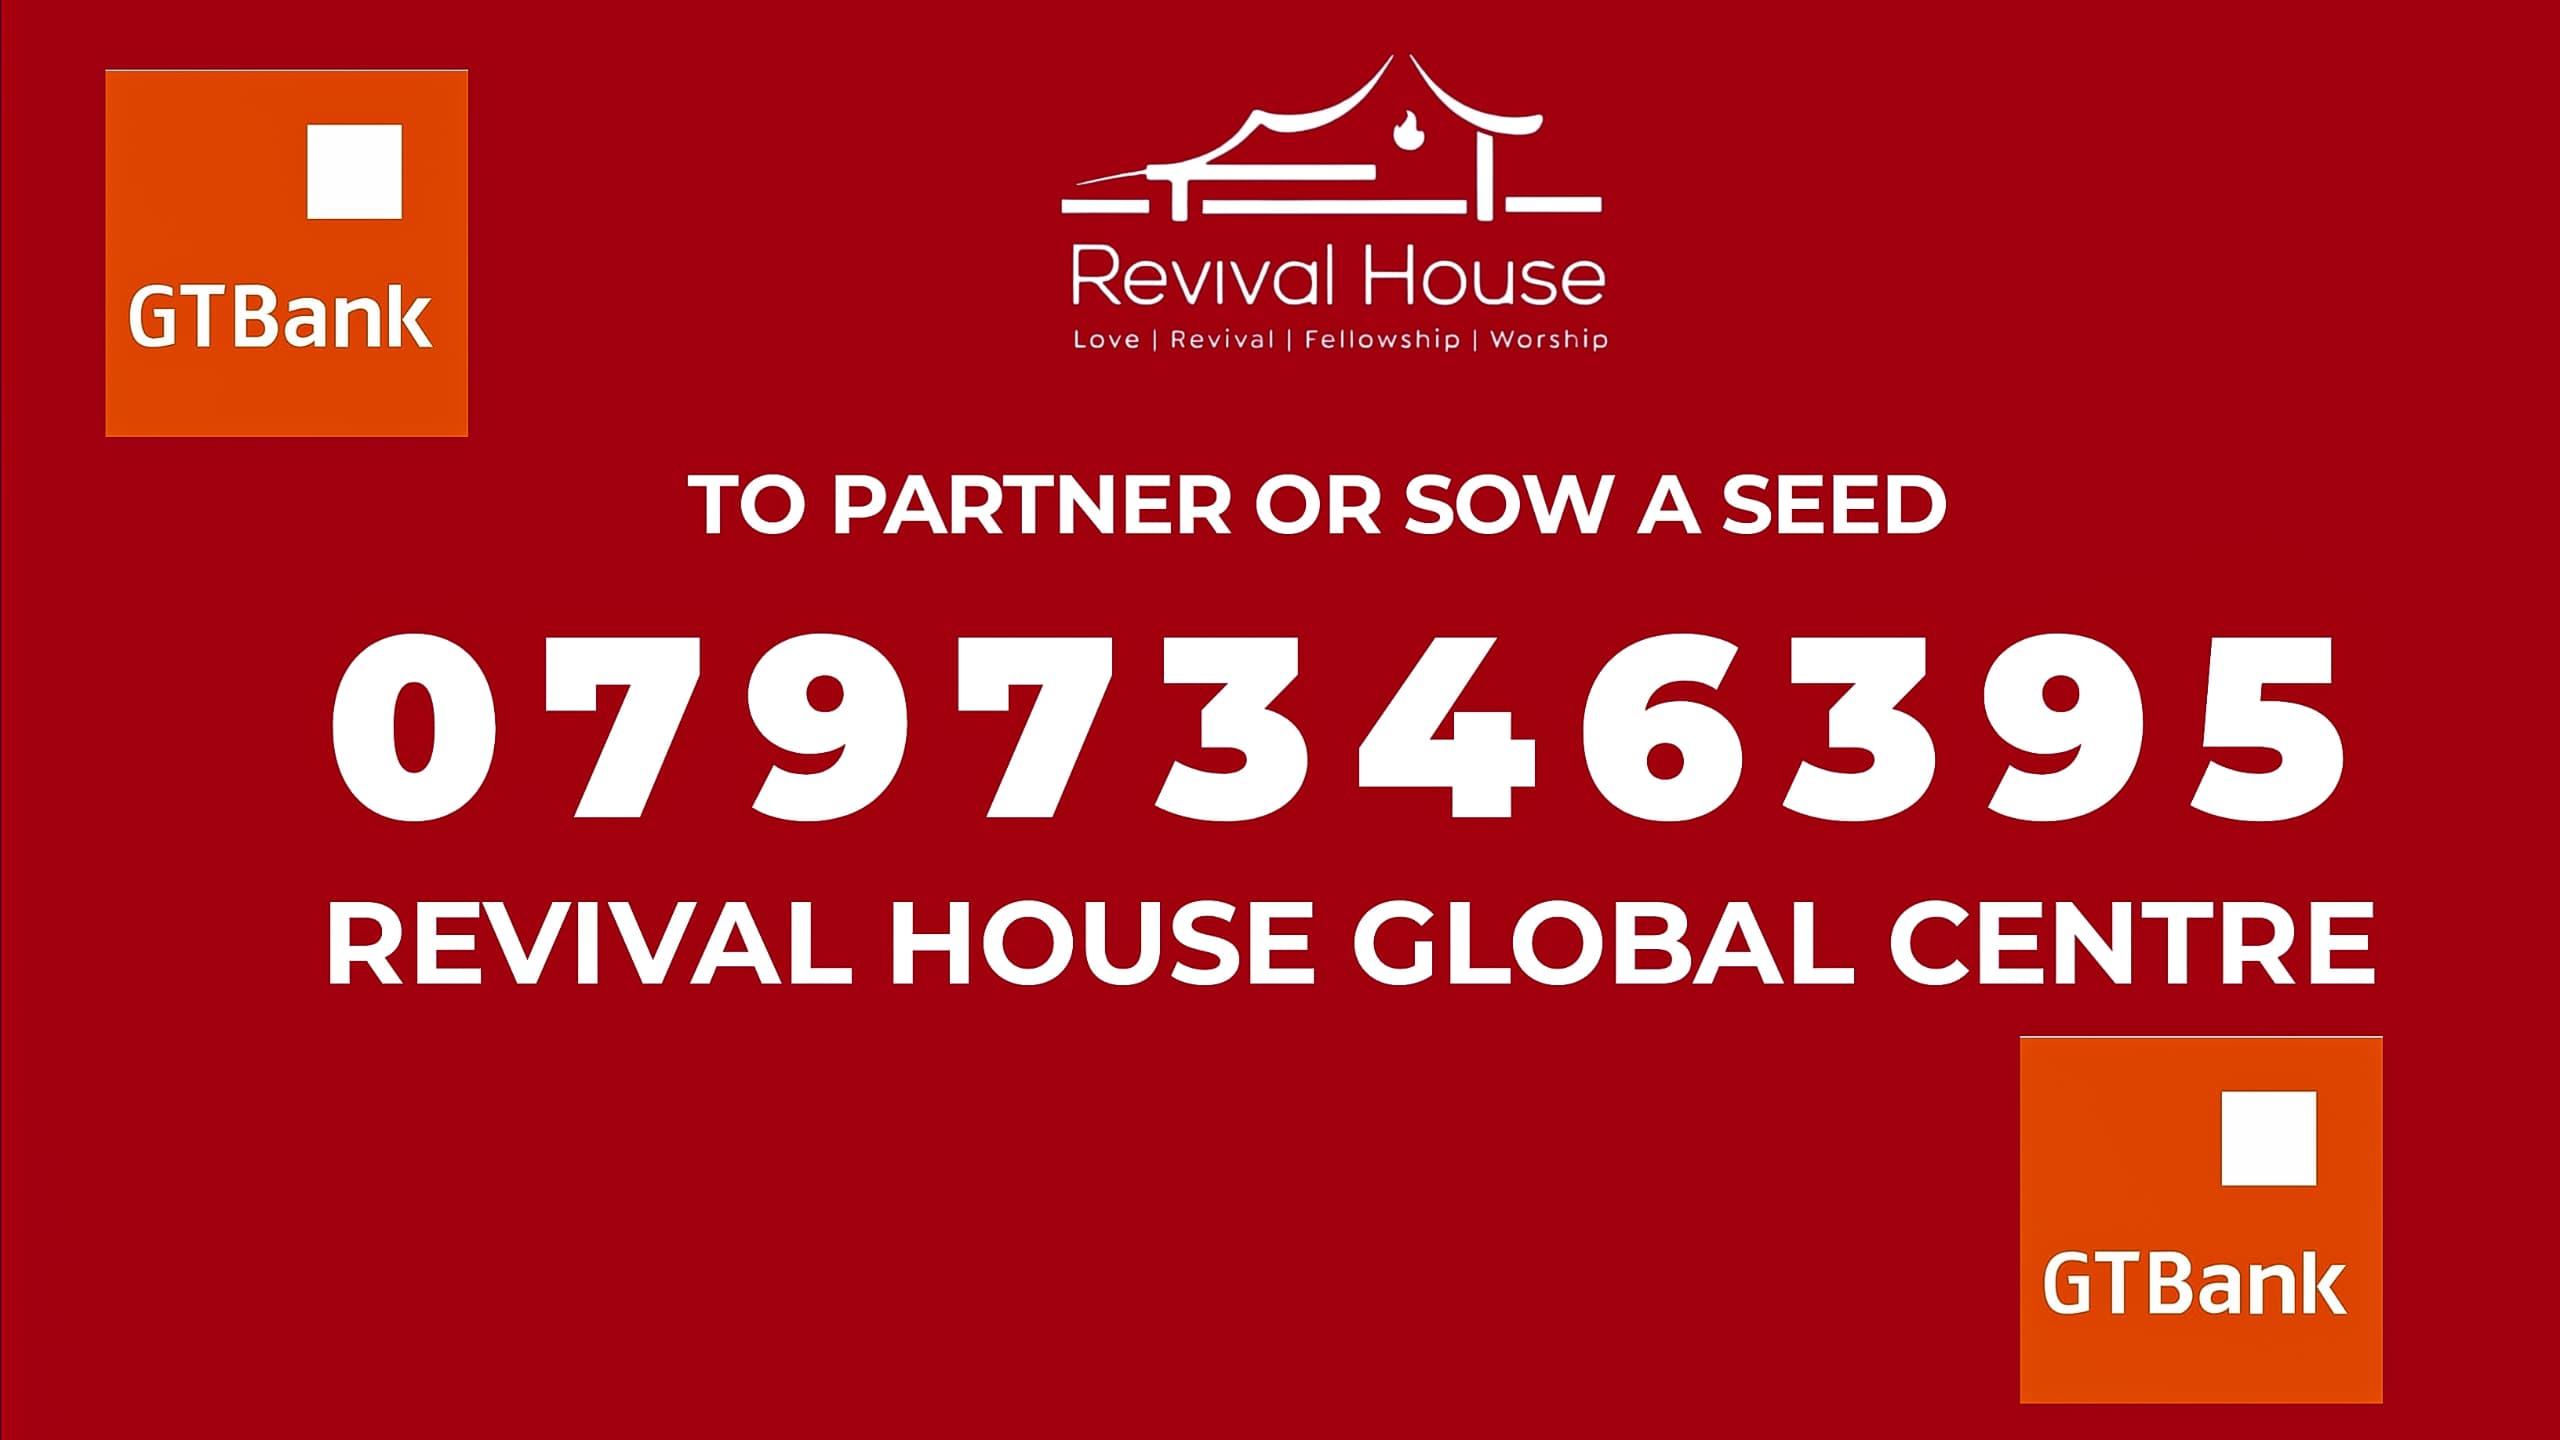 GTBank
Revival House
Love | Revival | Fellowship | Worship
TO PARTNER OR SOW A SEED
0797346395
REVIVAL HOUSE GLOBAL CENTRE
GTBank